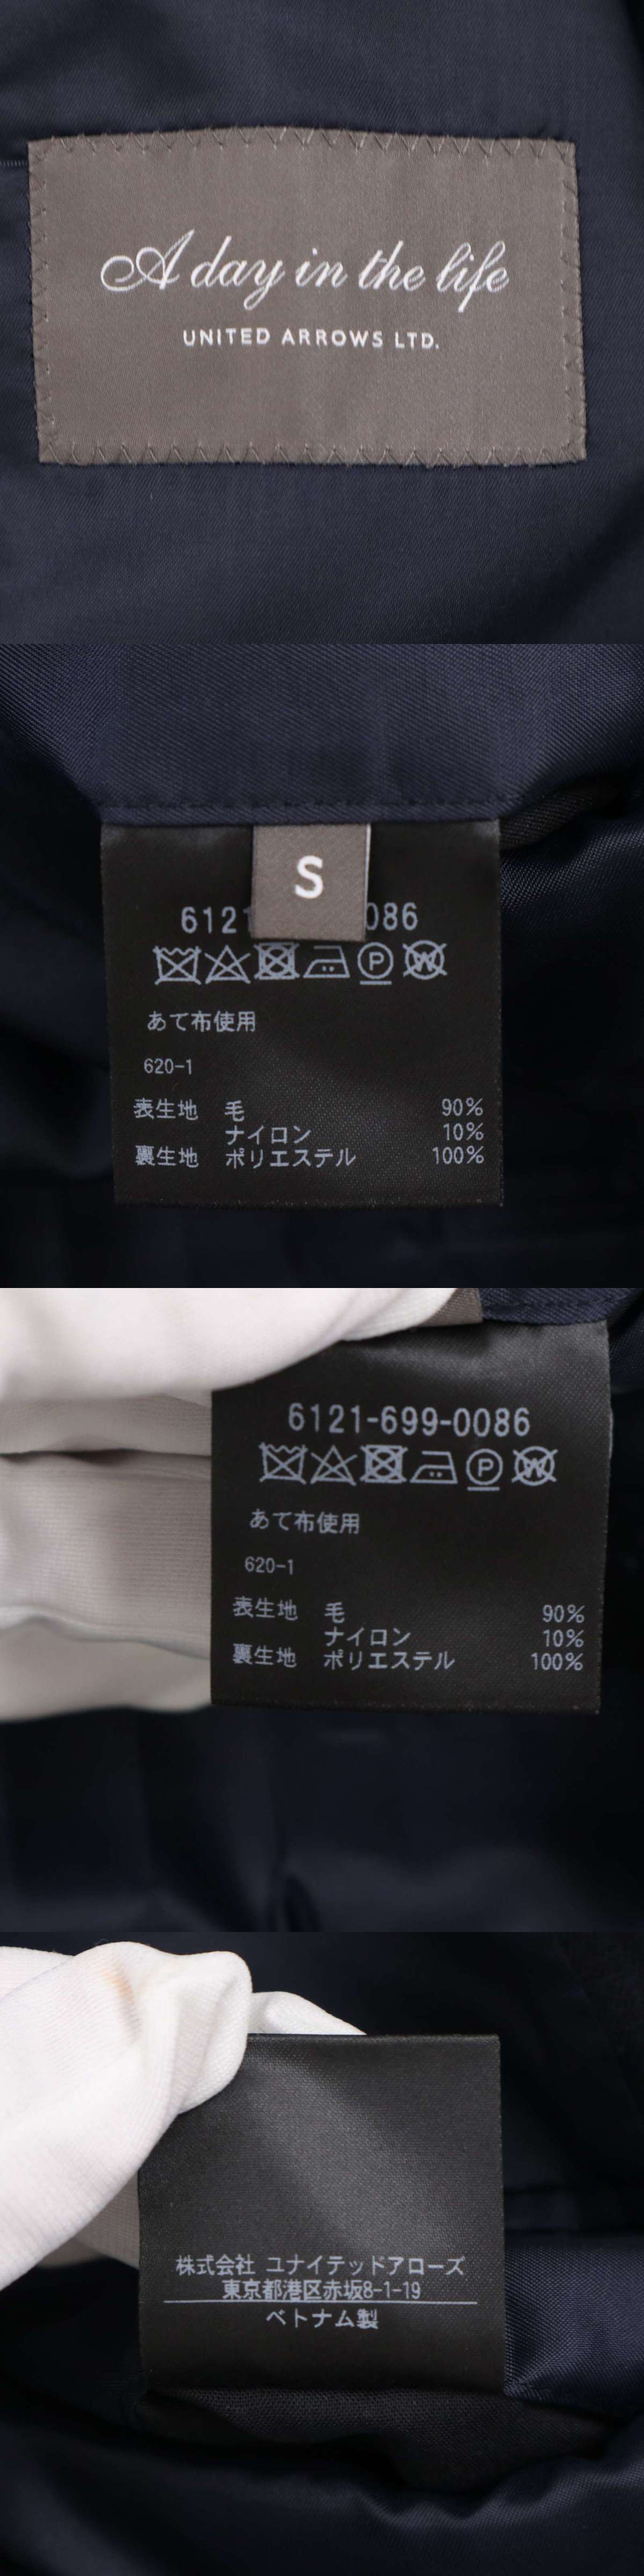 A day in the life
UNITED ARROWS LTD.
S
6121 086
P W
あて布使用
620-1
表生地 毛 90%
ナイロン 10%
裏生地 ポリエステル 100%
6121-699-0086
P W
あて布使用
620-1
表生地 毛 90%
ナイロン 10%
裏生地 ポリエステル 100%
株式会社 ユナイテッドアローズ
東京都港区赤坂8-1-19
ベトナム製